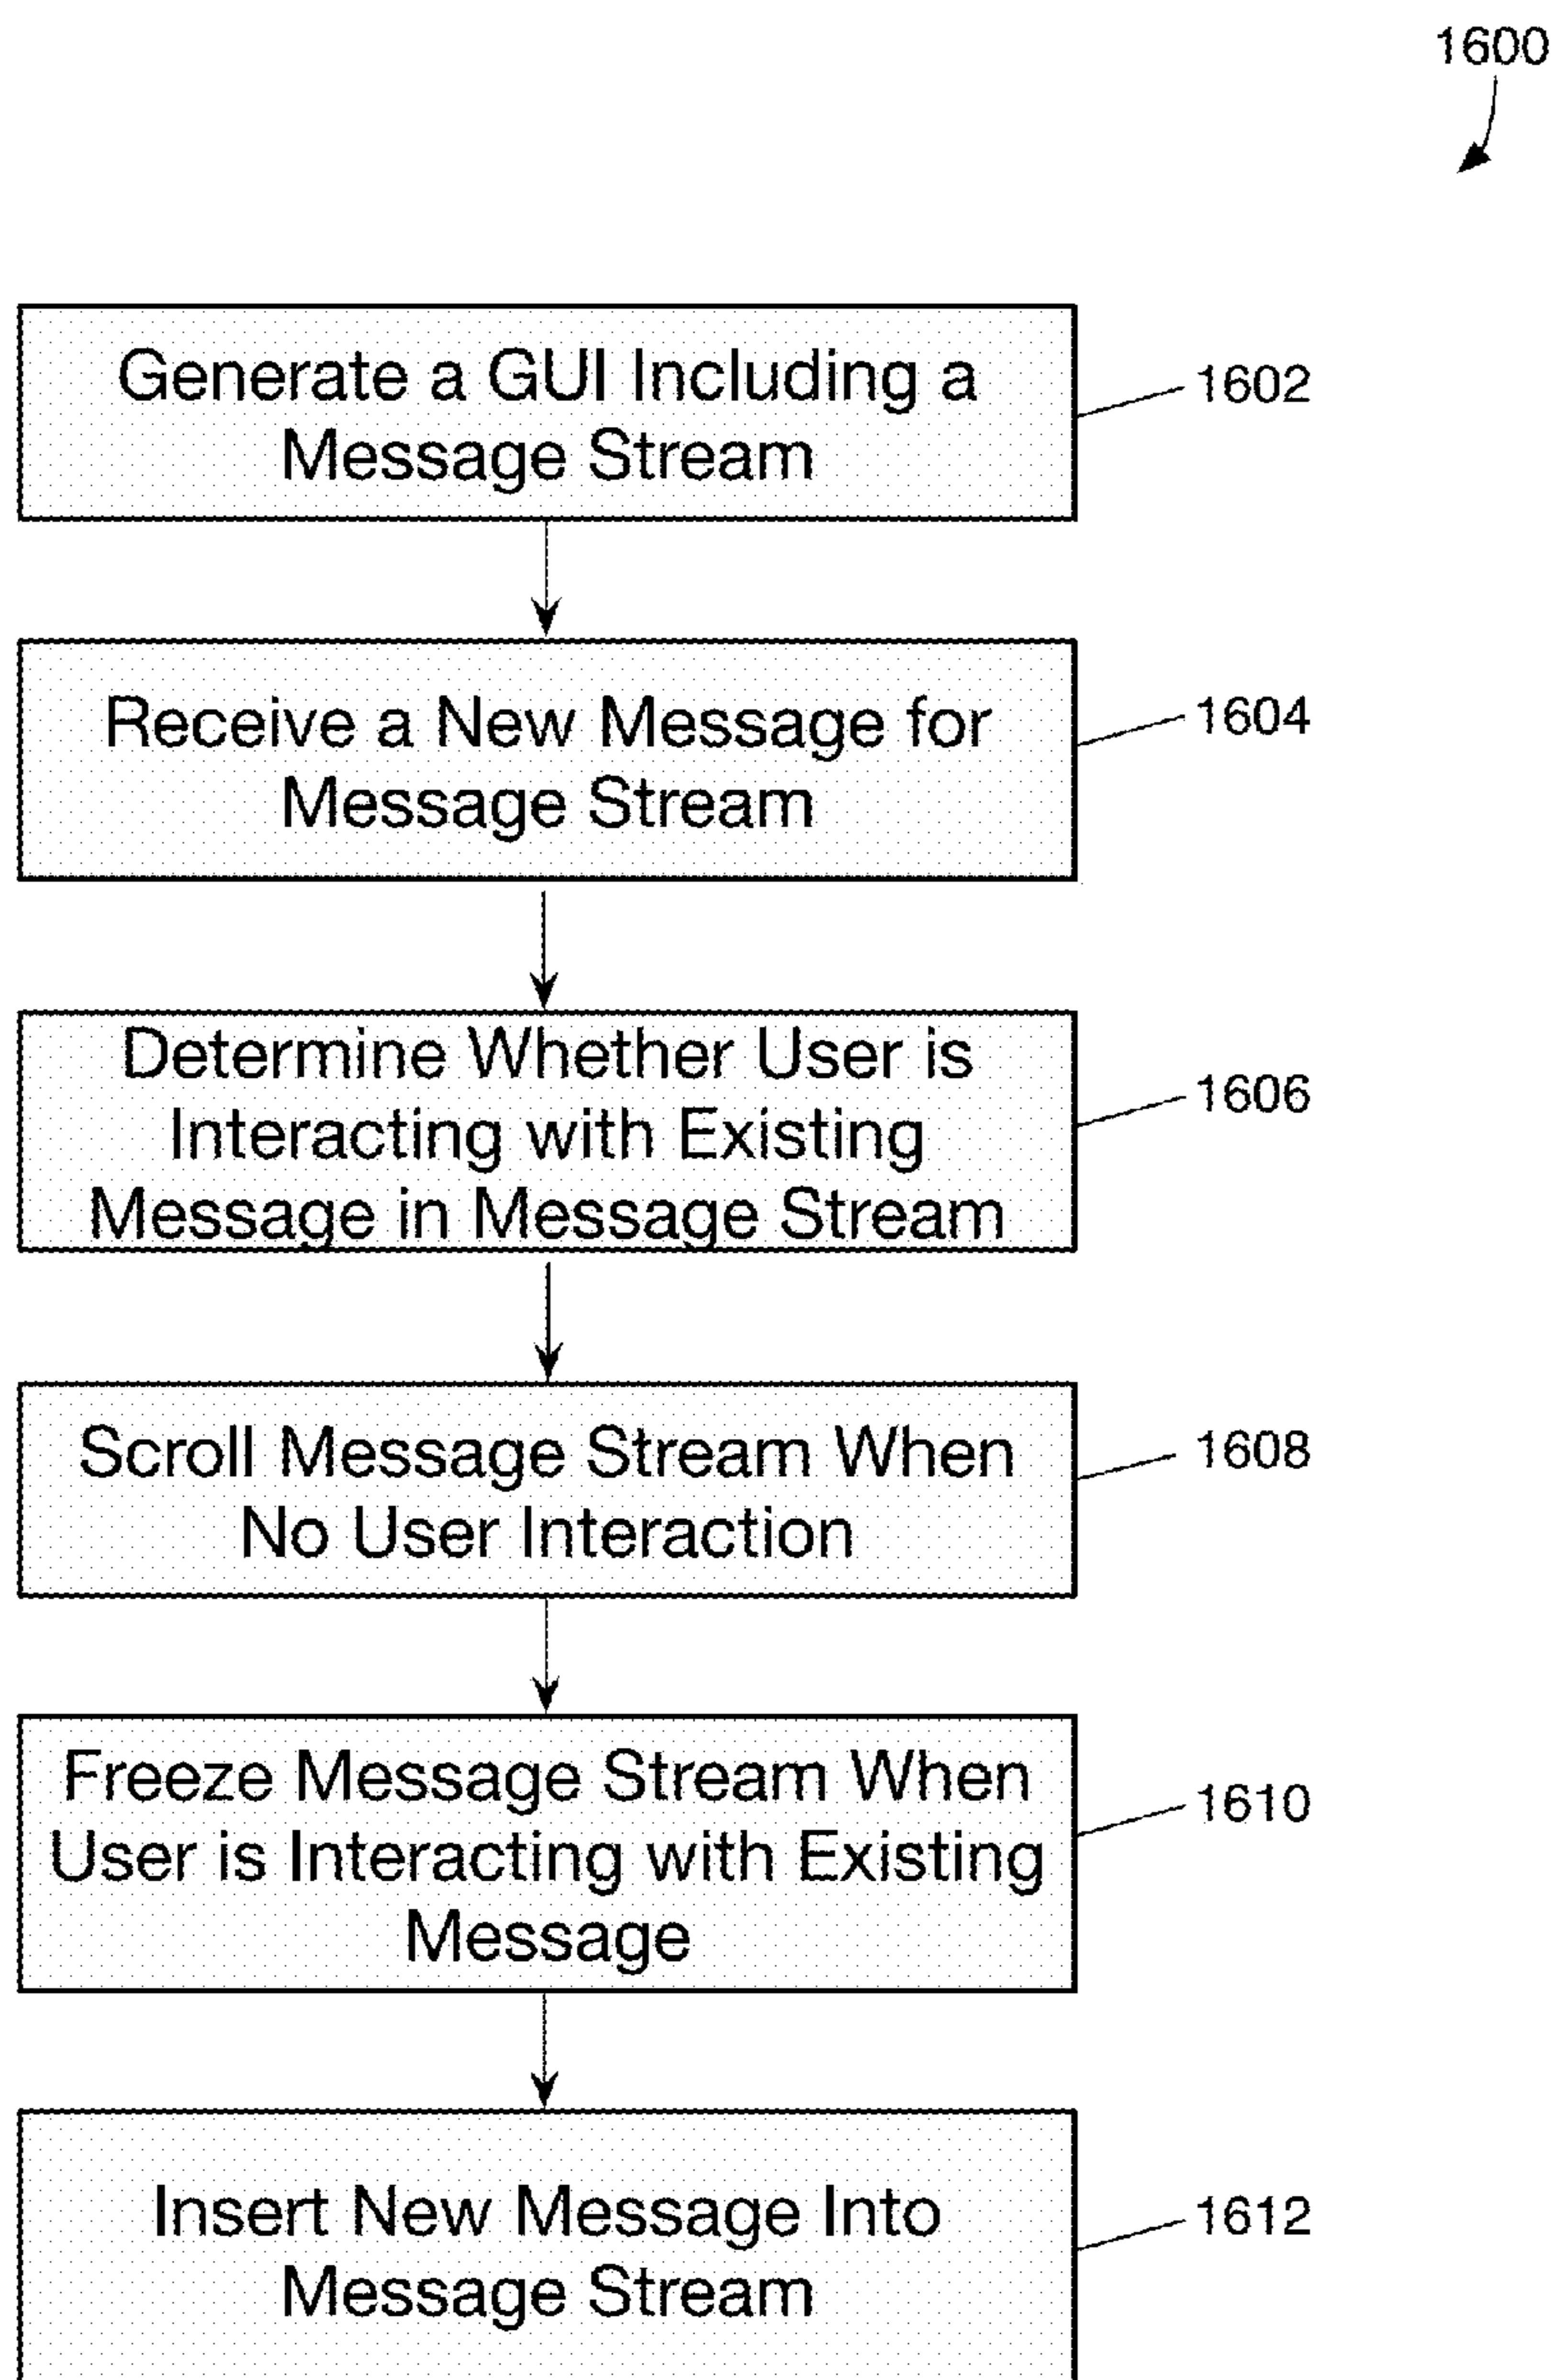 1600
Generate a GUI Including a
Message Stream
1602
Receive a New Message for
Message Stream
1604
Determine Whether User is
Interacting with Existing
Message in Message Stream
1606
Scroll Message Stream When
No User Interaction
1608
Freeze Message Stream When
User is Interacting with Existing
Message
1610
Insert New Message Into
Message Stream
1612